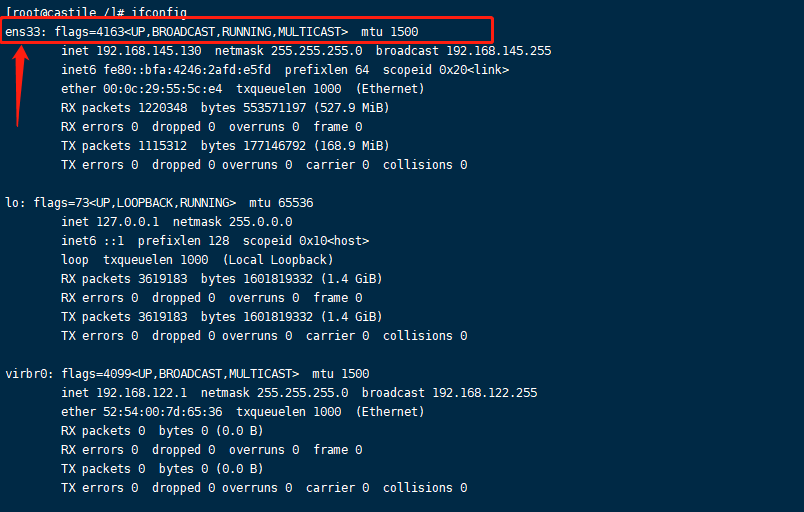 [root@castile /]# ifconfig
ens33: flags=4163<UP,BROADCAST,RUNNING,MULTICAST>  mtu 1500
        inet 192.168.145.130  netmask 255.255.255.0  broadcast 192.168.145.255
        inet6 fe80::bfa:4246:2afd:e5fd  prefixlen 64  scopeid 0x20<link>
        ether 00:0c:29:55:5c:e4  txqueuelen 1000  (Ethernet)
        RX packets 1220348  bytes 553571197 (527.9 MiB)
        RX errors 0  dropped 0  overruns 0  frame 0
        TX packets 1115312  bytes 177146792 (168.9 MiB)
        TX errors 0  dropped 0 overruns 0  carrier 0  collisions 0
lo: flags=73<UP,LOOPBACK,RUNNING>  mtu 65536
        inet 127.0.0.1  netmask 255.0.0.0
        inet6 ::1  prefixlen 128  scopeid 0x10<host>
        loop  txqueuelen 1000  (Local Loopback)
        RX packets 3619183  bytes 1601819332 (1.4 GiB)
        RX errors 0  dropped 0  overruns 0  frame 0
        TX packets 3619183  bytes 1601819332 (1.4 GiB)
        TX errors 0  dropped 0 overruns 0  carrier 0  collisions 0
virbr0: flags=4099<UP,BROADCAST,MULTICAST>  mtu 1500
        inet 192.168.122.1  netmask 255.255.255.0  broadcast 192.168.122.255
        ether 52:54:00:7d:65:36  txqueuelen 1000  (Ethernet)
        RX packets 0  bytes 0 (0.0 B)
        RX errors 0  dropped 0  overruns 0  frame 0
        TX packets 0  bytes 0 (0.0 B)
        TX errors 0  dropped 0 overruns 0  carrier 0  collisions 0